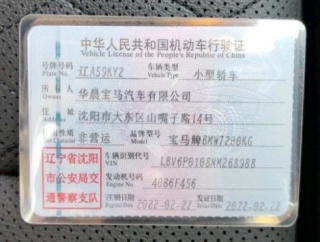 中华人民共和国机动车行驶证
Vehicle License of the People's Republic of China
号牌号码 辽A59KY2 车辆类型 小型轿车
Plate No. Vehicle Type
所有人 华晨宝马汽车有限公司
住址 沈阳市大东区山嘴子路14号
使用性质 非营运 品牌型号 宝马牌BMW7200KG
辽宁省沈阳
市公安局交
通警察支队
车辆识别代号
VIN
发动机号码 4086F456
Engine No.
注册日期 2022-02-22 发证日期 2022-02-22
Register Date Issue Date